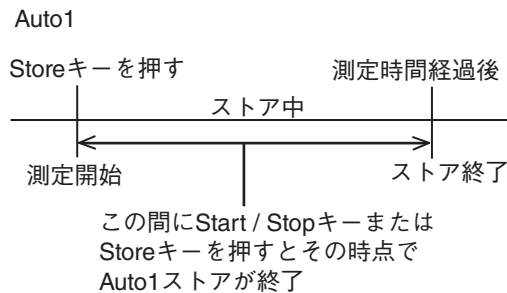 Auto1
Storeキーを押す
測定時間経過後
ストア中
測定開始
ストア終了
この間にStart / Stopキーまたは
Storeキーを押すとその時点で
Auto1ストアが終了